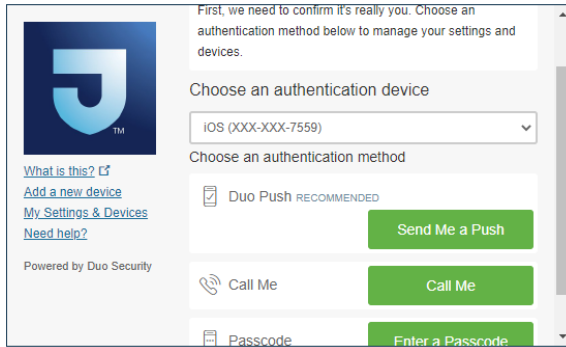 First, we need to confirm it's really you. Choose an
authentication method below to manage your settings and
devices.
Choose an authentication device
iOS (XXX-XXX-7559)
Choose an authentication method
Duo Push RECOMMENDED
Send Me a Push
Call Me
Call Me
Passcode
Enter a Passcode
TM
What is this?
Add a new device
My Settings & Devices
Need help?
Powered by Duo Security